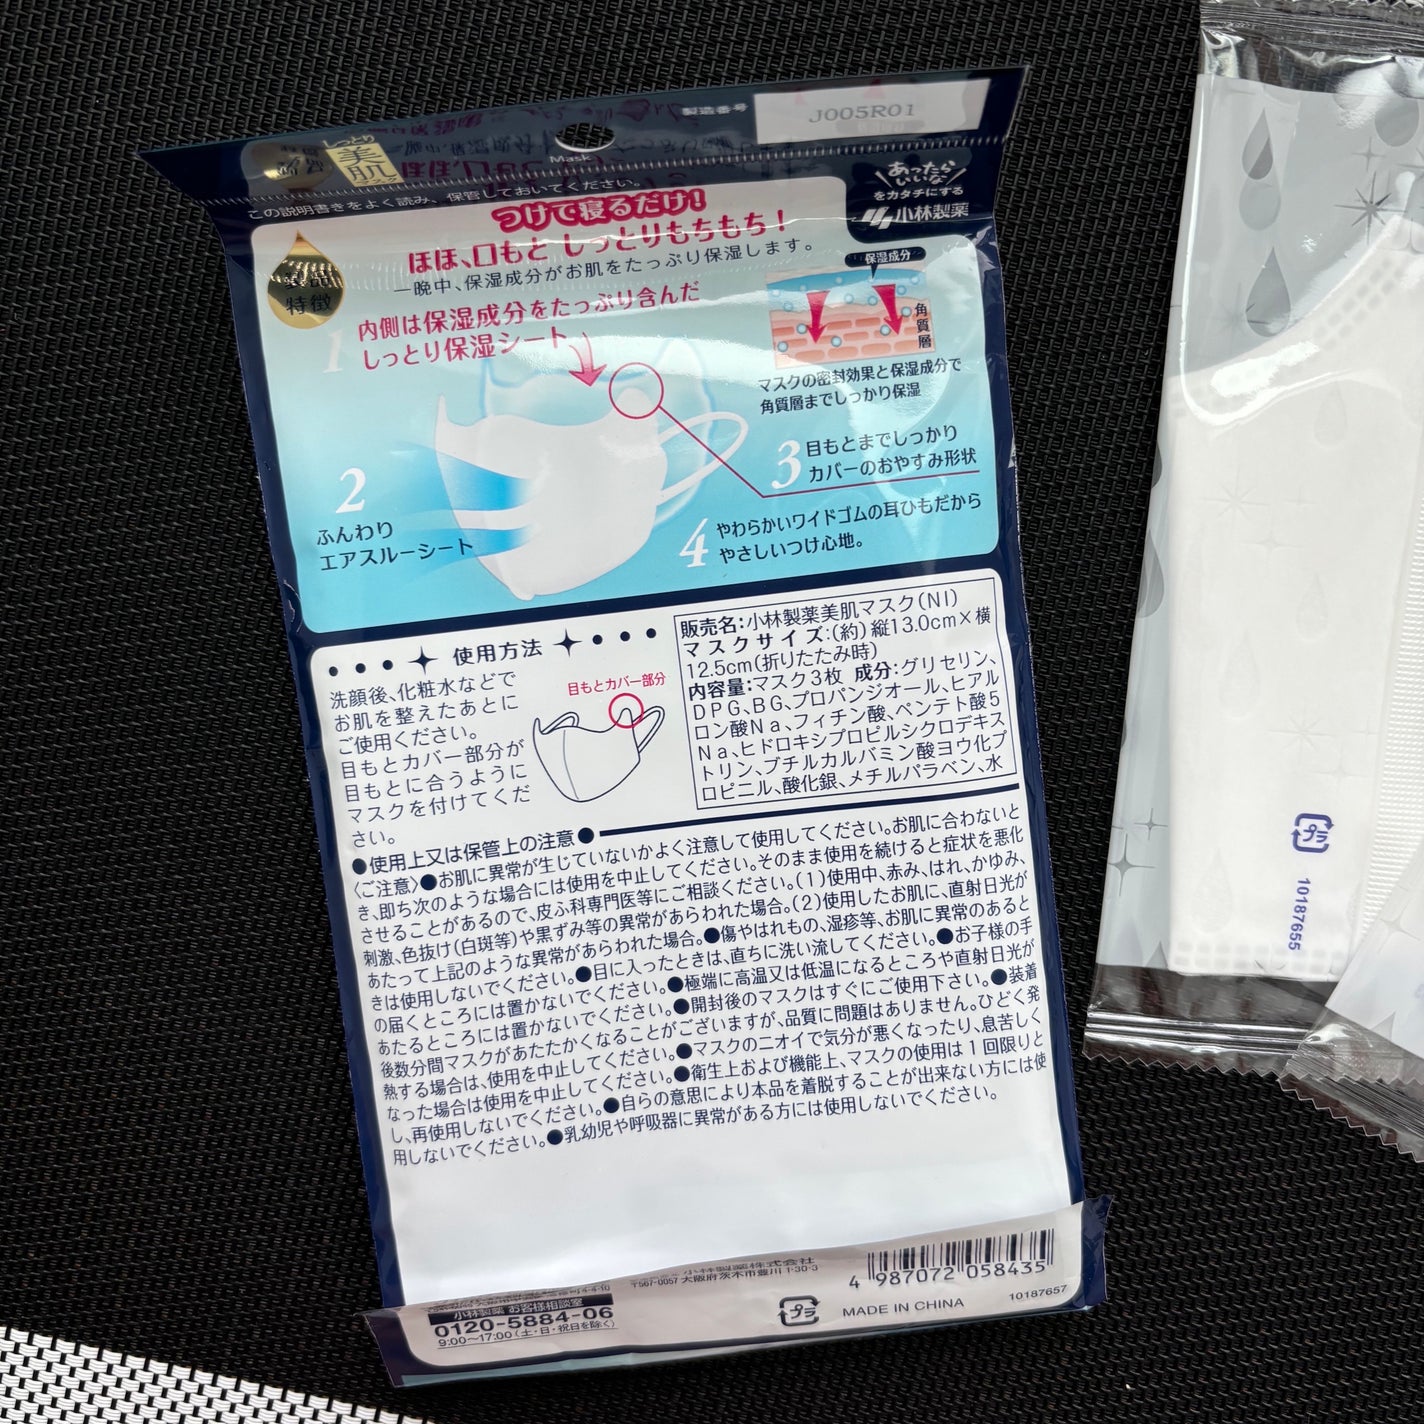 製造番号
J005R01
しっとり
美肌
マスク
Mask
あったらいいなをカタチにする
小林製薬
この説明書きをよく読み、保管しておいてください。
つけて寝るだけ!
ほほ、口もと しっとりもちもち!
一晩中、保湿成分がお肌をたっぷり保湿します。
特徴
1
内側は保湿成分をたっぷり含んだ
しっとり保湿シート
保湿成分
角質層
マスクの密封効果と保湿成分で
角質層までしっかり保湿
2
ふんわり
エアスルーシート
3
目もとまでしっかり
カバーのおやすみ形状
4
やわらかいワイドゴムの耳ひもだから
やさしいつけ心地。
使用方法
洗顔後、化粧水などで
お肌を整えたあとに
ご使用ください。
目もとカバー部分が
目もとに合うように
マスクを付けてくだ
さい。
目もとカバー部分
販売名:小林製薬美肌マスク(NI)
マスクサイズ:(約)縦13.0cm×横
12.5cm(折りたたみ時)
内容量:マスク3枚 成分:グリセリン、
DPG、BG、プロパンジオール、ヒアル
ロン酸Na、フィチン酸、ペンテト酸5
Na、ヒドロキシプロピルシクロデキス
トリン、ブチルカルバミン酸ヨウ化プ
ロピニル、酸化銀、メチルパラベン、水
●使用上又は保管上の注意●
〈ご注意〉●お肌に異常が生じていないかよく注意して使用してください。お肌に合わないと
き、即ち次のような場合には使用を中止してください。そのまま使用を続けると症状を悪化
させることがあるので、皮ふ科専門医等にご相談ください。(1)使用中、赤み、はれ、かゆみ、
刺激、色抜け(白斑等)や黒ずみ等の異常があらわれた場合。(2)使用したお肌に、直射日光が
あたって上記のような異常があらわれた場合。●傷やはれもの、湿疹等、お肌に異常のあると
きは使用しないでください。●目に入ったときは、直ちに洗い流してください。●お子様の手
の届くところには置かないでください。●極端に高温又は低温になるところや直射日光が
あたるところには置かないでください。●開封後のマスクはすぐにご使用下さい。●装着
後数分間マスクがあたたかくなることがございますが、品質に問題はありません。ひどく発
熱する場合は、使用を中止してください。●マスクのニオイで気分が悪くなったり、息苦しく
なった場合は使用を中止してください。●衛生上および機能上、マスクの使用は1回限りと
し、再使用しないでください。●自らの意思により本品を着脱することが出来ない方には使
用しないでください。●乳幼児や呼吸器に異常がある方には使用しないでください。
小林製薬株式会社
〒567-0057 大阪府茨木市豊川1-30-3
小林製薬 お客様相談室
0120-5884-06
9:00〜17:00(土・日・祝日を除く)
プラ
MADE IN CHINA
4 987072 058435
10187657
プラ
10187655